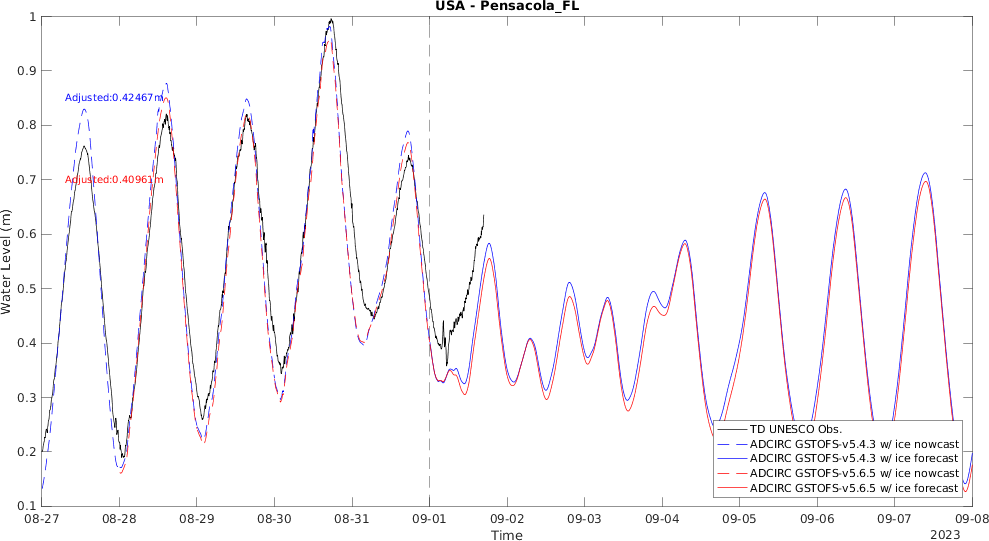 USA - Pensacola_FL
1
0.9
0.8
0.7
0.6
0.5
0.4
0.3
0.2
0.1
Water Level (m)
Adjusted:0.42467m
Adjusted:0.40961m
TD UNESCO Obs.
ADCIRC GSTOFS-v5.4.3 w/ ice nowcast
ADCIRC GSTOFS-v5.4.3 w/ ice forecast
ADCIRC GSTOFS-v5.6.5 w/ ice nowcast
ADCIRC GSTOFS-v5.6.5 w/ ice forecast
08-27 08-28 08-29 08-30 08-31 09-01 09-02 09-03 09-04 09-05 09-06 09-07 09-08
Time
2023